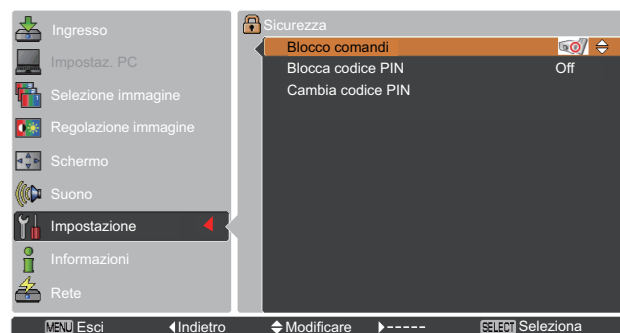 Ingresso
Impostaz. PC
Selezione immagine
Regolazione immagine
Schermo
Suono
Impostazione
Informazioni
Rete
Sicurezza
Blocco comandi
Blocca codice PIN Off
Cambia codice PIN
MENU Esci Indietro Modificare ----- SELECT Seleziona